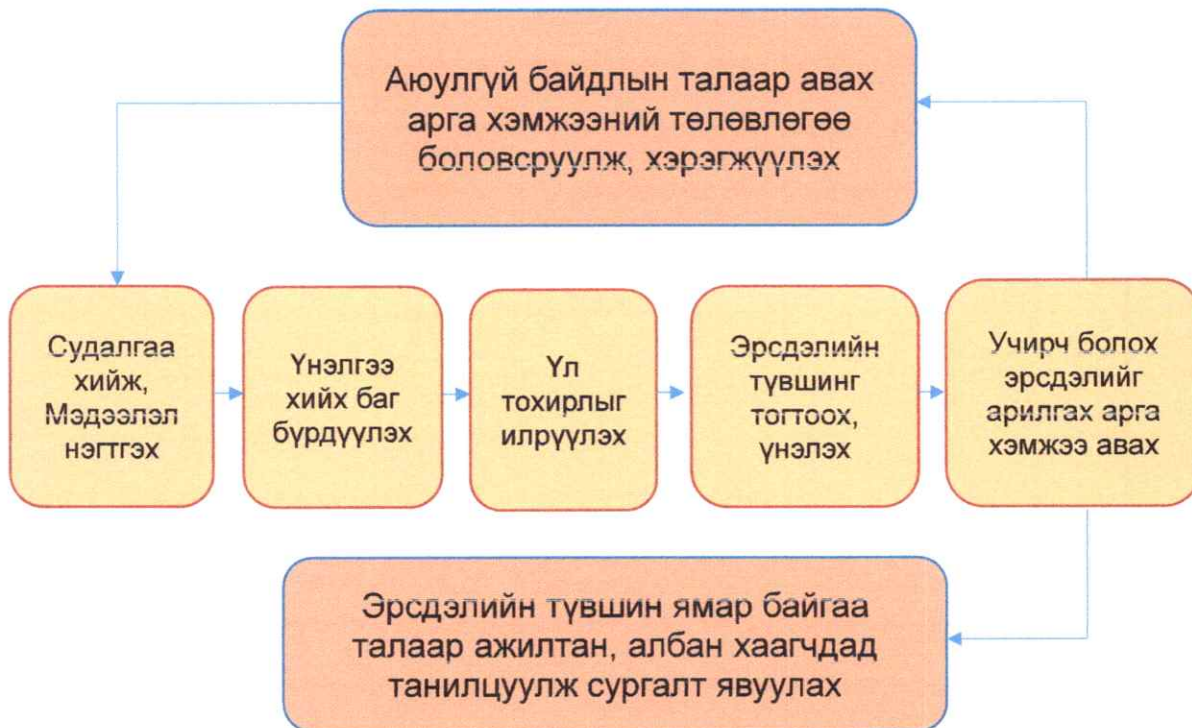 Аюулгүй байдлын талаар авах
арга хэмжээний төлөвлөгөө
боловсруулж, хэрэгжүүлэх
Судалгаа
хийж,
Мэдээлэл
нэгтгэх
Үнэлгээ
хийх баг
бүрдүүлэх
Үл
тохирлыг
илрүүлэх
Эрсдэлийн
түвшинг
тогтоох,
үнэлэх
Учирч болох
эрсдэлийг
арилгах арга
хэмжээ авах
Эрсдэлийн түвшин ямар байгаа
талаар ажилтан, албан хаагчдад
танилцуулж сургалт явуулах